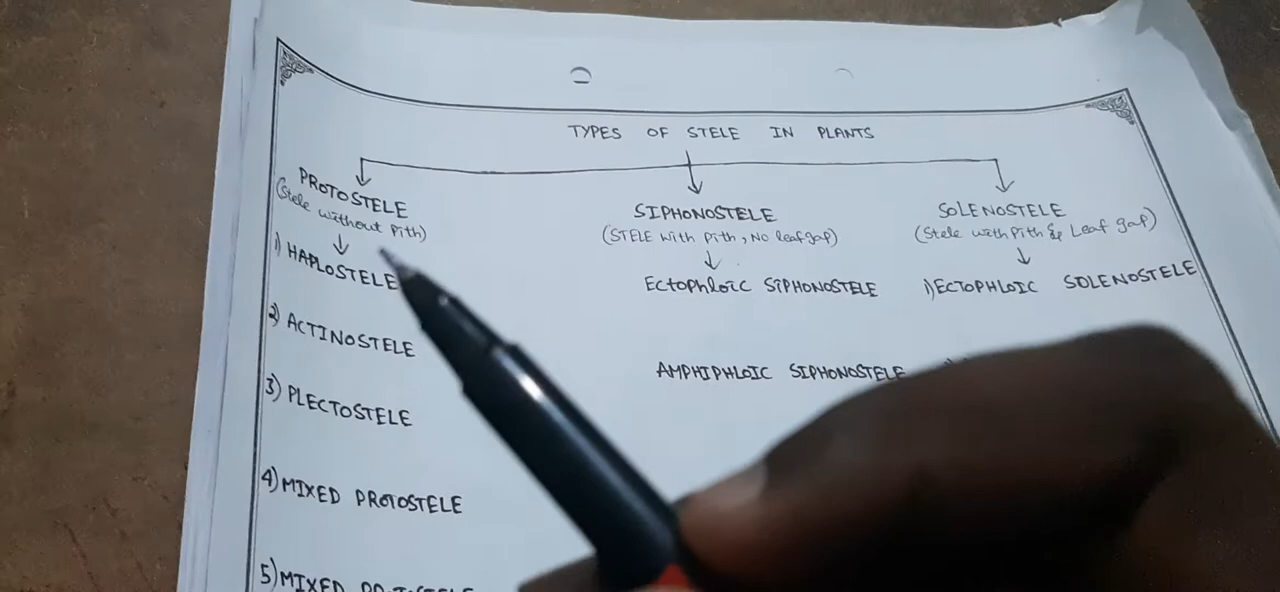 TYPES OF STELE IN PLANTS
PROTOSTELE
(Stele without Pith)
1) HAPLOSTELE
2) ACTINOSTELE
3) PLECTOSTELE
4) MIXED PROTOSTELE
5) MIXED
SIPHONOSTELE
(STELE with pith, No leaf gap)
Ectophloic SIPHONOSTELE
AMPHIPHLOIC SIPHONOSTELE
SOLENOSTELE
(Stele with pith & Leaf gap)
1) ECTOPHLOIC SOLENOSTELE